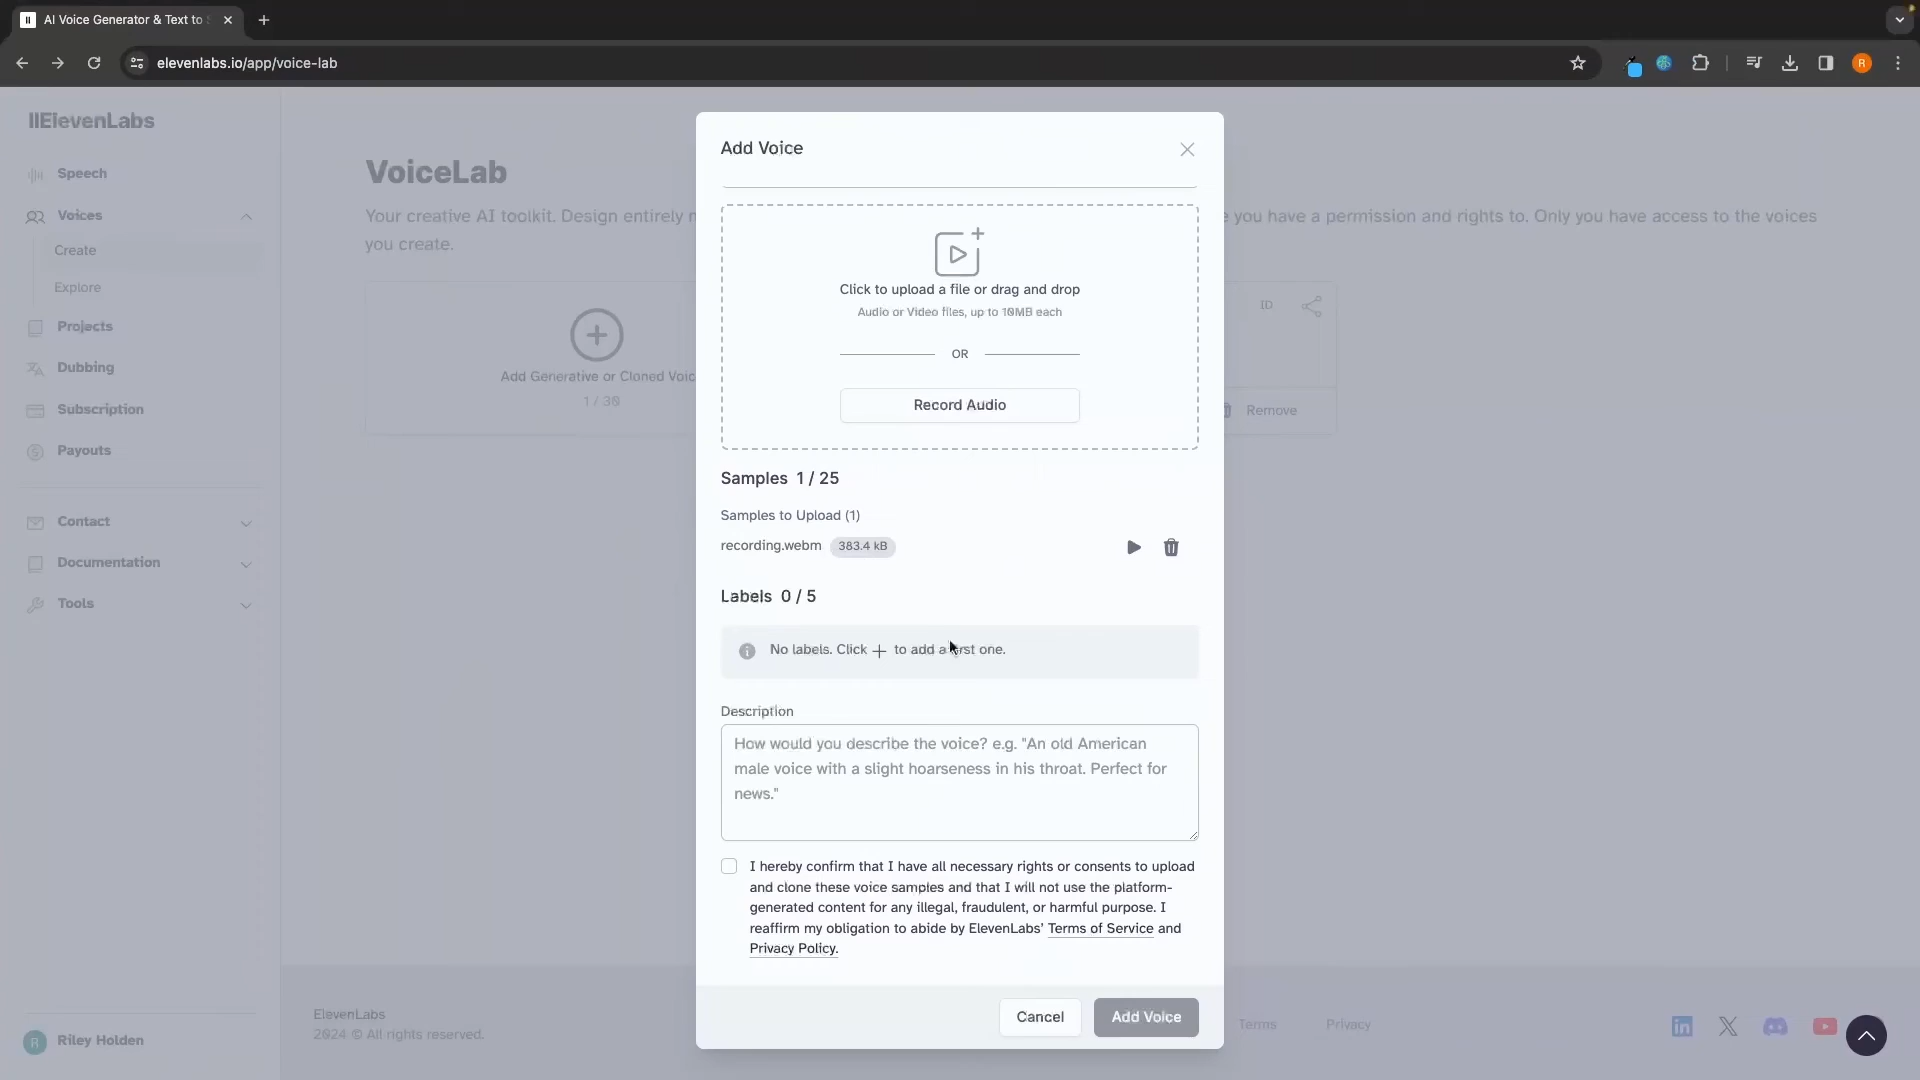 AI Voice Generator & Text to
elevenlabs.io/app/voice-lab
R
IIElevenLabs
Speech
Voices
Create
Explore
Projects
Dubbing
Subscription
Payouts
Contact
Documentation
Tools
R Riley Holden
VoiceLab
Your creative AI toolkit. Design entirely n
e you have a permission and rights to. Only you have access to the voices
you create.
Add Generative or Cloned Voic
1 / 30
ID
Remove
Add Voice
Click to upload a file or drag and drop
Audio or Video files, up to 10MB each
OR
Record Audio
Samples 1 / 25
Samples to Upload (1)
recording.webm 383.4 kB
Labels 0 / 5
No labels. Click + to add a first one.
Description
How would you describe the voice? e.g. "An old American
male voice with a slight hoarseness in his throat. Perfect for
news."
I hereby confirm that I have all necessary rights or consents to upload
and clone these voice samples and that I will not use the platform-
generated content for any illegal, fraudulent, or harmful purpose. I
reaffirm my obligation to abide by ElevenLabs' Terms of Service and
Privacy Policy.
Cancel
Add Voice
ElevenLabs
2024 © All rights reserved.
Terms
Privacy